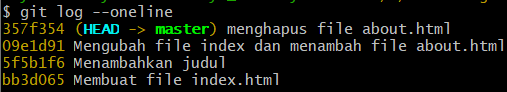 $ git log --oneline
357f354 (HEAD -> master) menghapus file about.html
09e1d91 Mengubah file index dan menambah file about.html
5f5b1f6 Menambahkan judul
bb3d065 Membuat file index.html